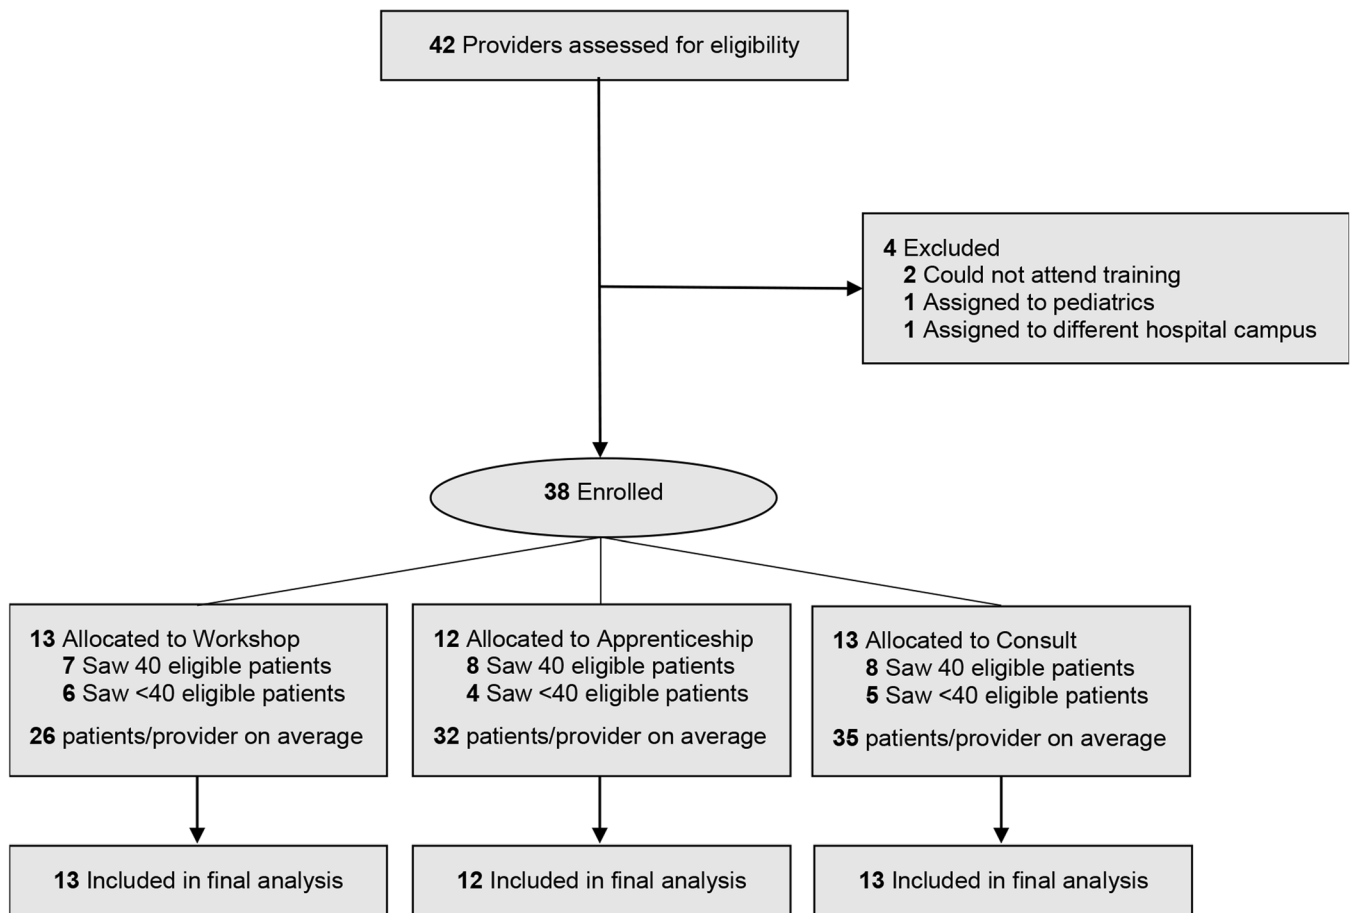 42 Providers assessed for eligibility
4 Excluded
2 Could not attend training
1 Assigned to pediatrics
1 Assigned to different hospital campus
38 Enrolled
13 Allocated to Workshop
7 Saw 40 eligible patients
6 Saw <40 eligible patients
26 patients/provider on average
12 Allocated to Apprenticeship
8 Saw 40 eligible patients
4 Saw <40 eligible patients
32 patients/provider on average
13 Allocated to Consult
8 Saw 40 eligible patients
5 Saw <40 eligible patients
35 patients/provider on average
13 Included in final analysis
12 Included in final analysis
13 Included in final analysis